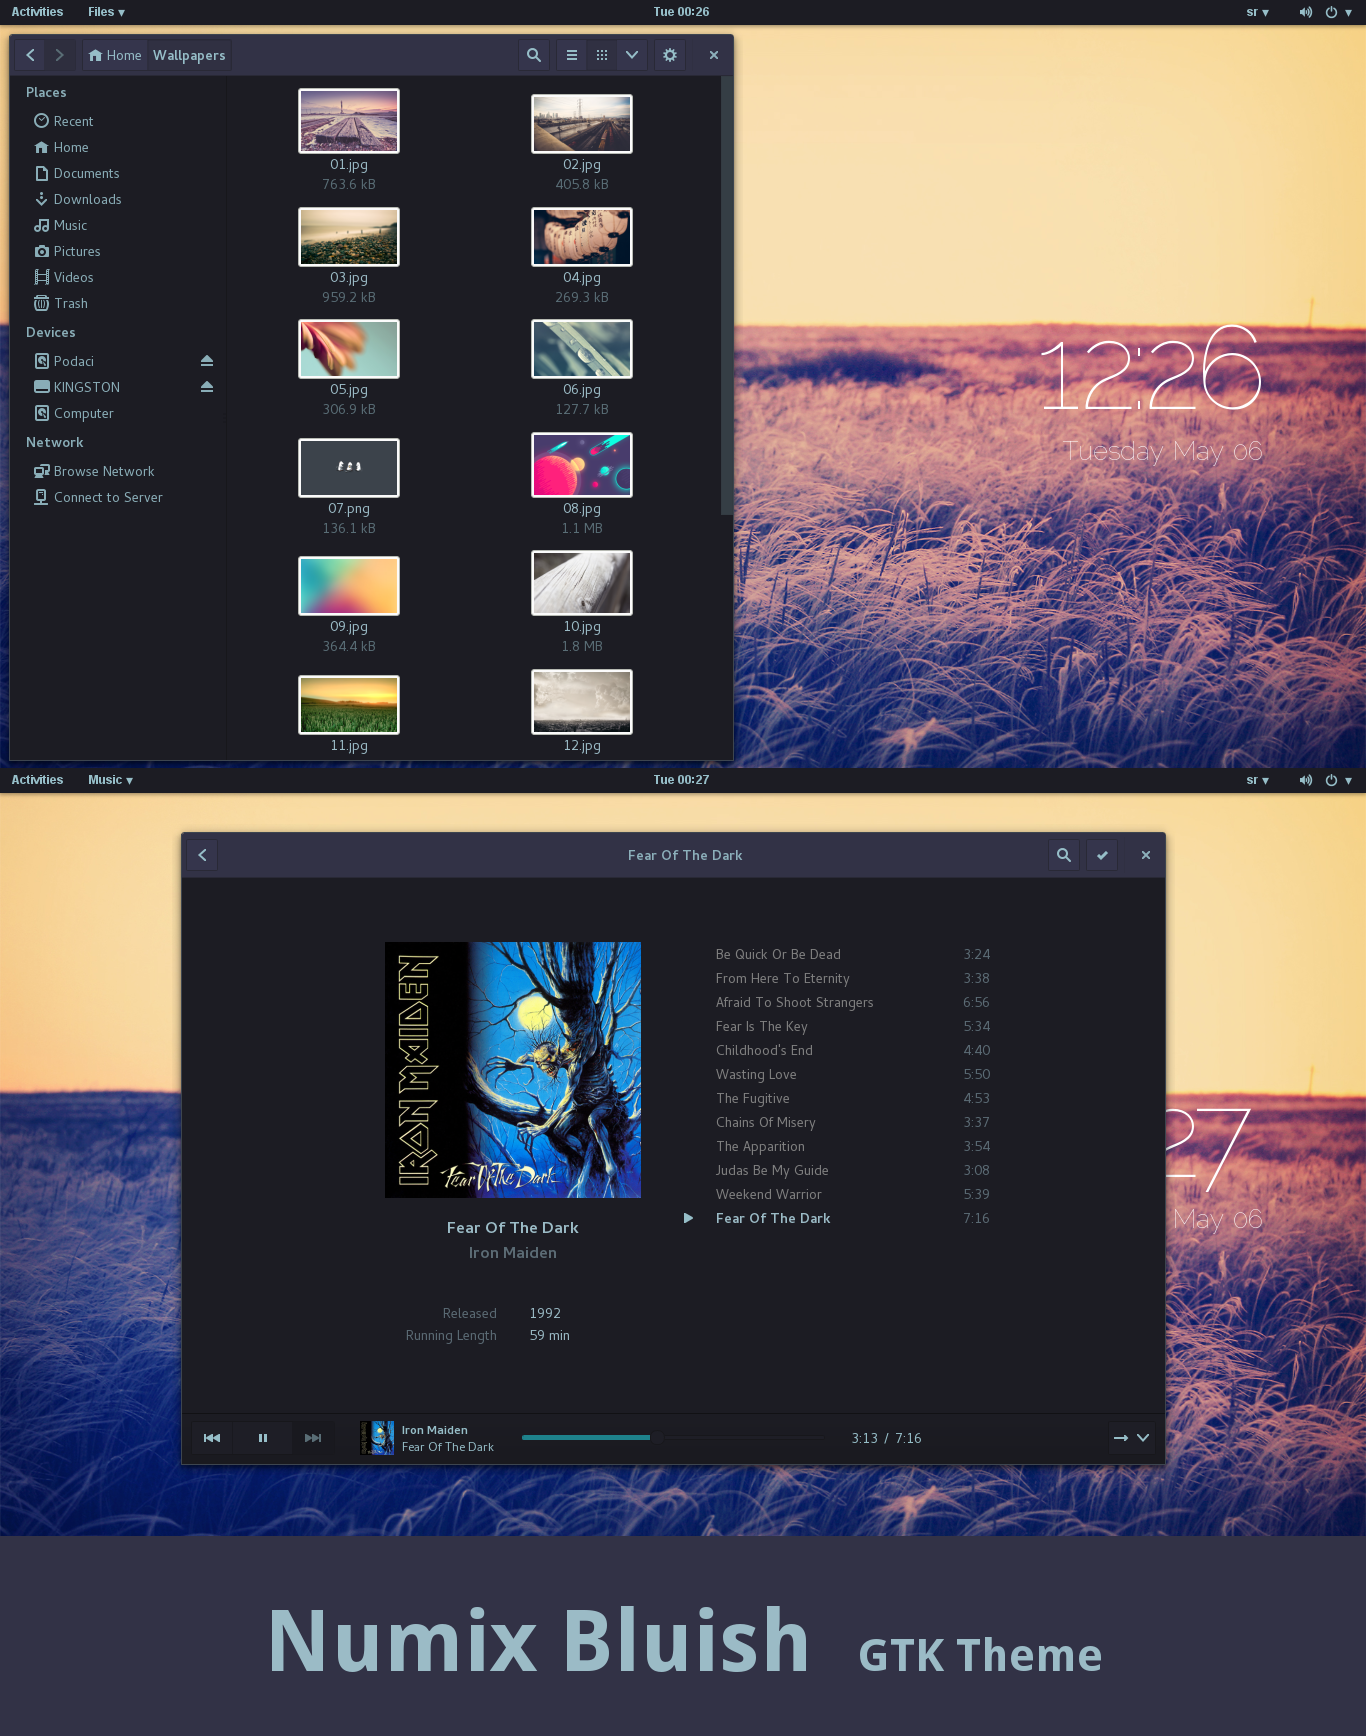 Activities Files ▾ Tue 00:26 sr ▾
Home Wallpapers
Places
Recent
Home
Documents
Downloads
Music
Pictures
Videos
Trash
Devices
Podaci
KINGSTON
Computer
Network
Browse Network
Connect to Server
01.jpg 02.jpg
763.6 kB 405.8 kB
03.jpg 04.jpg
959.2 kB 269.3 kB
05.jpg 06.jpg
306.9 kB 127.7 kB
07.png 08.jpg
136.1 kB 1.1 MB
09.jpg 10.jpg
364.4 kB 1.8 MB
11.jpg 12.jpg
12:26
Tuesday May 06
Activities Music ▾ Tue 00:27 sr ▾
Fear Of The Dark
IRON MAIDEN
Fear Of The Dark
Fear Of The Dark
Iron Maiden
Released 1992
Running Length 59 min
Be Quick Or Be Dead 3:24
From Here To Eternity 3:38
Afraid To Shoot Strangers 6:56
Fear Is The Key 5:34
Childhood's End 4:40
Wasting Love 5:50
The Fugitive 4:53
Chains Of Misery 3:37
The Apparition 3:54
Judas Be My Guide 3:08
Weekend Warrior 5:39
Fear Of The Dark 7:16
27
May 06
Iron Maiden
Fear Of The Dark
3:13 / 7:16
Numix Bluish GTK Theme